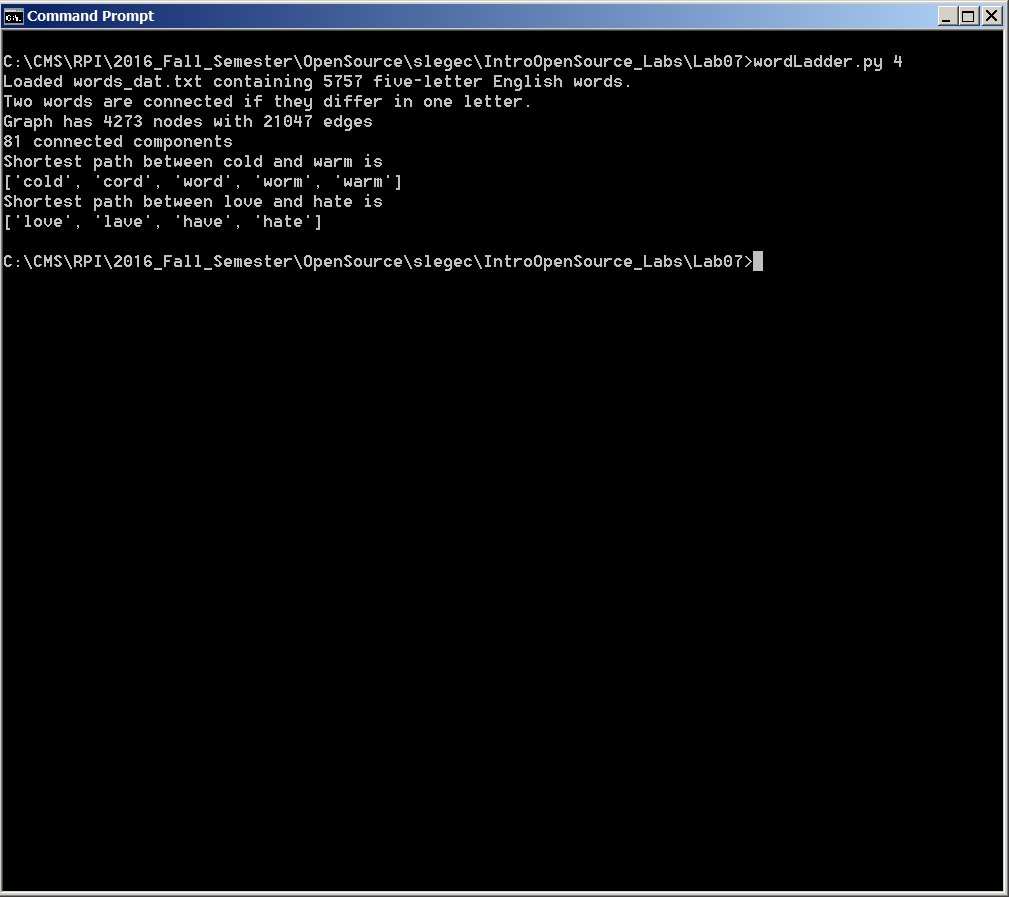 Command Prompt
C:\CMS\RPI\2016_Fall_Semester\OpenSource\slegec\IntroOpenSource_Labs\Lab07>wordLadder.py 4
Loaded words_dat.txt containing 5757 five-letter English words.
Two words are connected if they differ in one letter.
Graph has 4273 nodes with 21047 edges
81 connected components
Shortest path between cold and warm is
['cold', 'cord', 'word', 'worm', 'warm']
Shortest path between love and hate is
['love', 'lave', 'have', 'hate']
C:\CMS\RPI\2016_Fall_Semester\OpenSource\slegec\IntroOpenSource_Labs\Lab07>